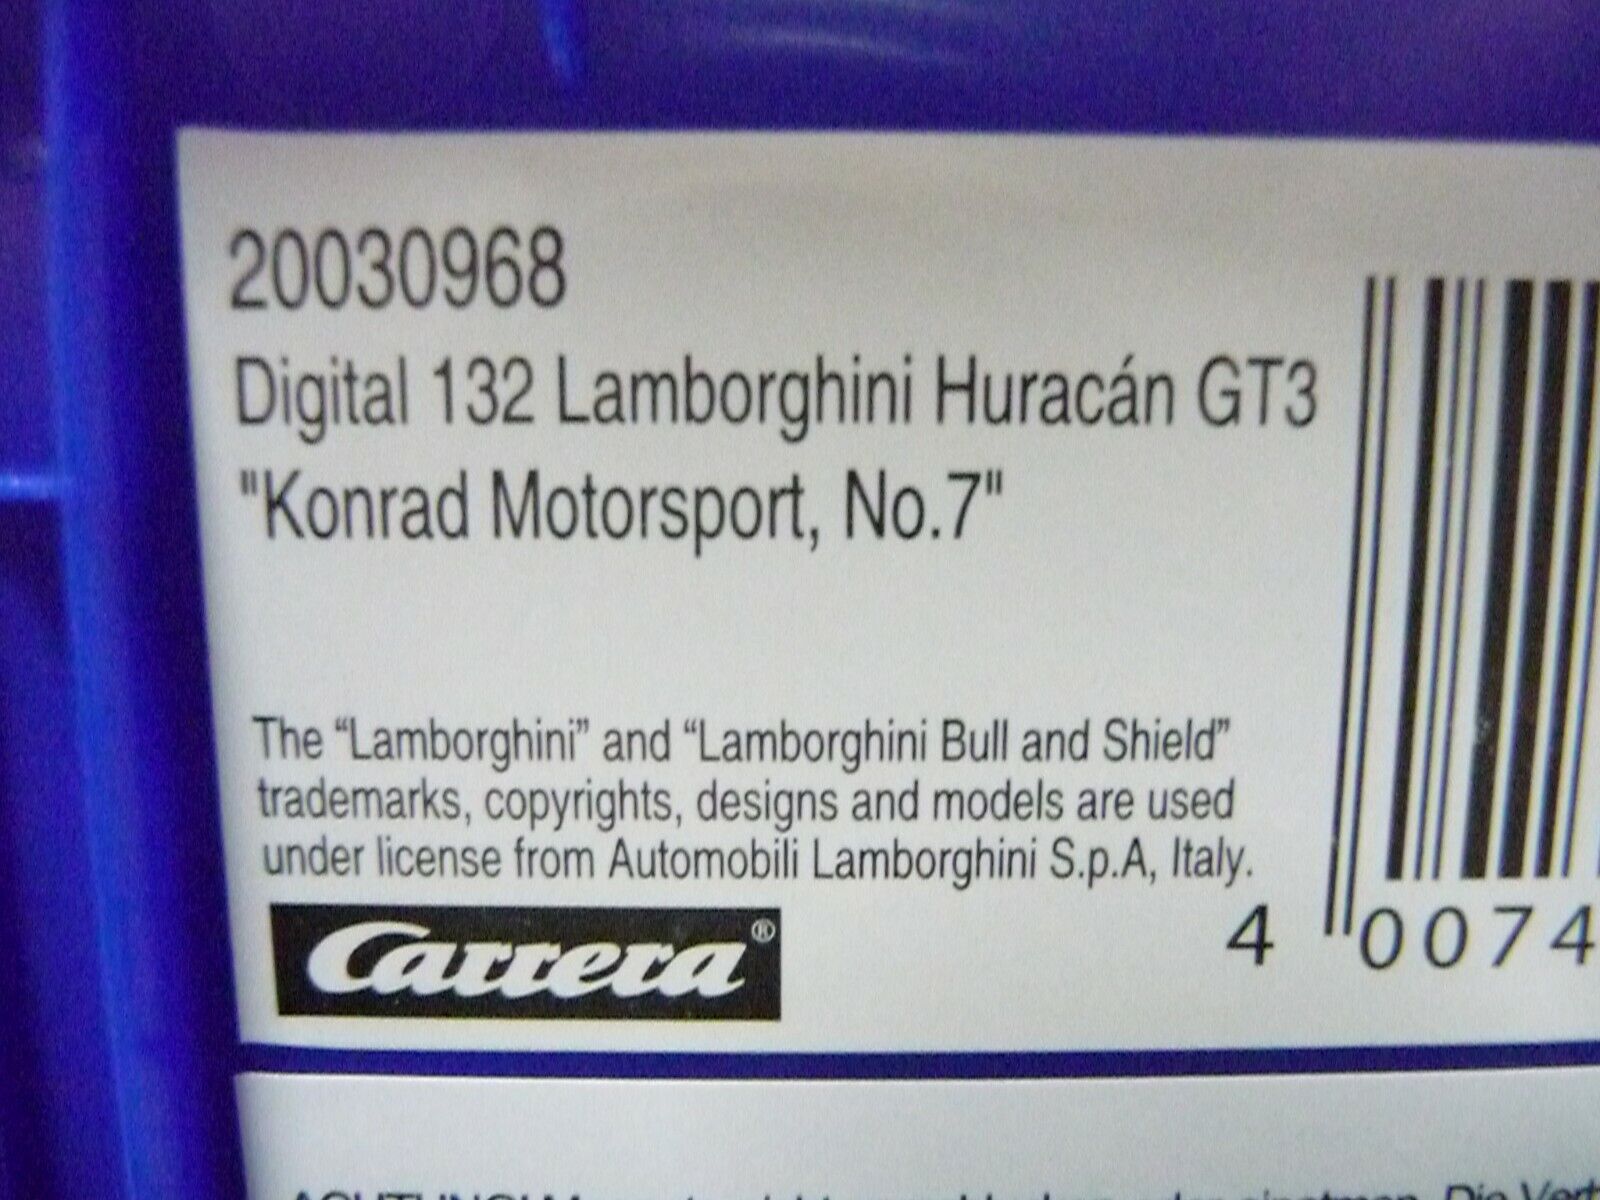 20030968
Digital 132 Lamborghini Huracán GT3
"Konrad Motorsport, No.7"
The “Lamborghini” and “Lamborghini Bull and Shield”
trademarks, copyrights, designs and models are used
under license from Automobili Lamborghini S.p.A, Italy.
Carrera®
4 0074
ACHTUNG!